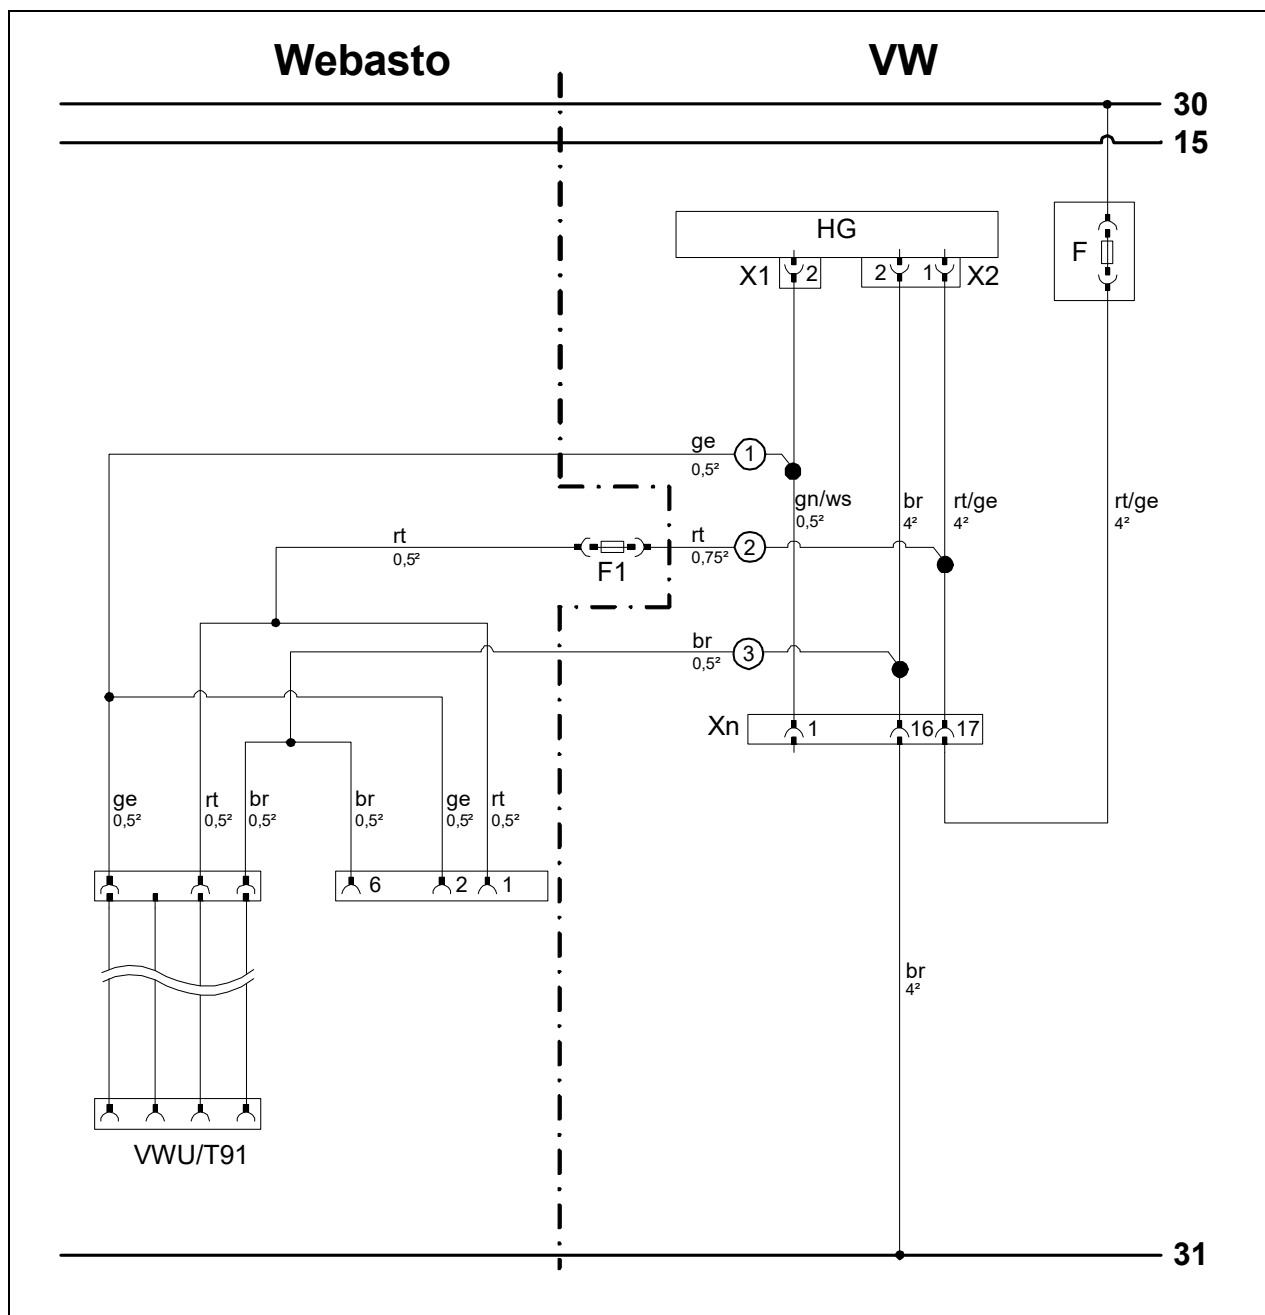 Webasto VW
30
15
HG
F
X1 2 2 1 X2
ge
0,5²
1
gn/ws br rt/ge rt/ge
0,5² 4² 4² 4²
rt rt
0,5² 0,75²
2
F1
br
0,5²
3
Xn 1 16 17
ge rt br br ge rt
0,5² 0,5² 0,5² 0,5² 0,5² 0,5²
6 2 1
br
4²
VWU/T91
31